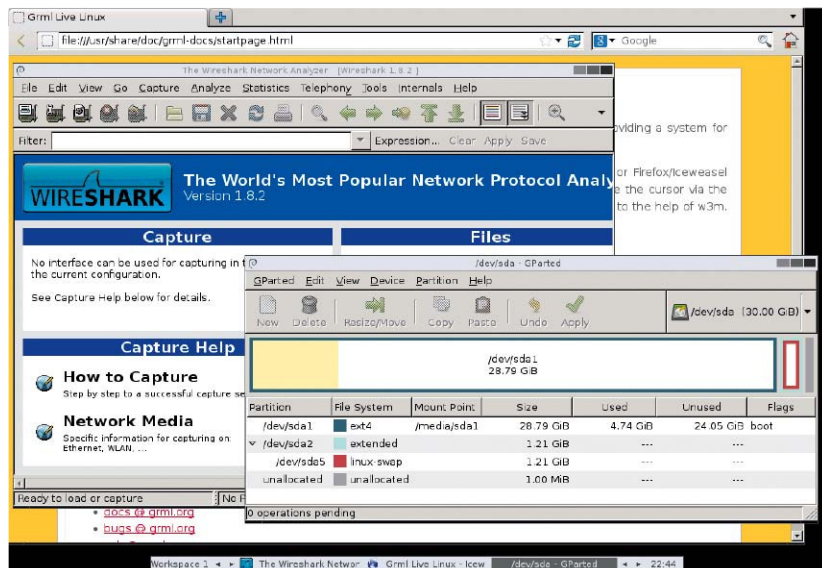 Grml Live Linux
file:///usr/share/doc/grml-docs/startpage.html
Google
The Wireshark Network Analyzer [Wireshark 1.8.2 ]
File Edit View Go Capture Analyze Statistics Telephony Tools Internals Help
Filter:
Expression... Clear Apply Save
oviding a system for
or Firefox/Iceweasel
e the cursor via the
to the help of w3m.
WIRESHARK
The World's Most Popular Network Protocol Analy
Version 1.8.2
Capture
Files
No interface can be used for capturing in t
the current configuration.
See Capture Help below for details.
Capture Help
How to Capture
Step by step to a successful capture se
Network Media
Specific information for capturing on:
Ethernet, WLAN, ...
Ready to load or capture
No P
/dev/sda - GParted
GParted Edit View Device Partition Help
New Delete Resize/Move Copy Paste Undo Apply
/dev/sda (30.00 GiB)
/dev/sda1
28.79 GiB
Partition File System Mount Point Size Used Unused Flags
/dev/sda1 ext4 /media/sda1 28.79 GiB 4.74 GiB 24.05 GiB boot
/dev/sda2 extended 1.21 GiB --- ---
/dev/sda5 linux-swap 1.21 GiB --- ---
unallocated unallocated 1.00 MiB --- ---
0 operations pending
docs @ grml.org
bugs @ grml.org
Workspace 1 The Wireshark Networ Grml Live Linux - Icew /dev/sda - GParted 22:44